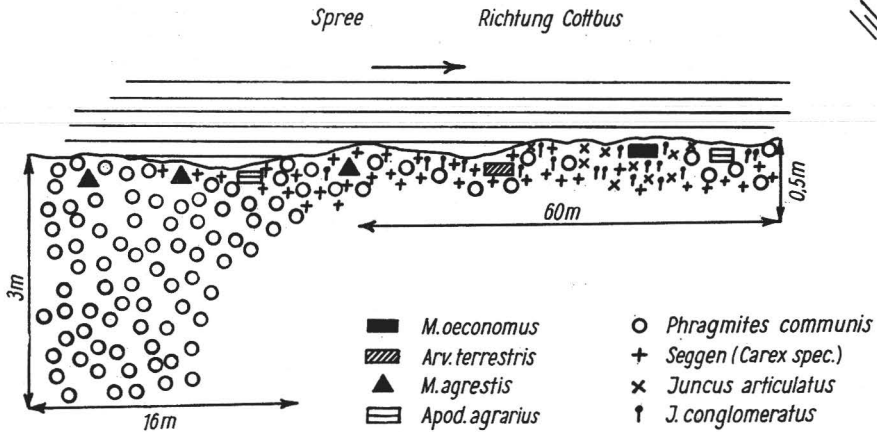 Spree Richtung Cottbus
0,5m
60m
3m
16m
M. oeconomus
Arv. terrestris
M. agrestis
Apod. agrarius
Phragmites communis
Seggen (Carex spec.)
Juncus articulatus
J. conglomeratus